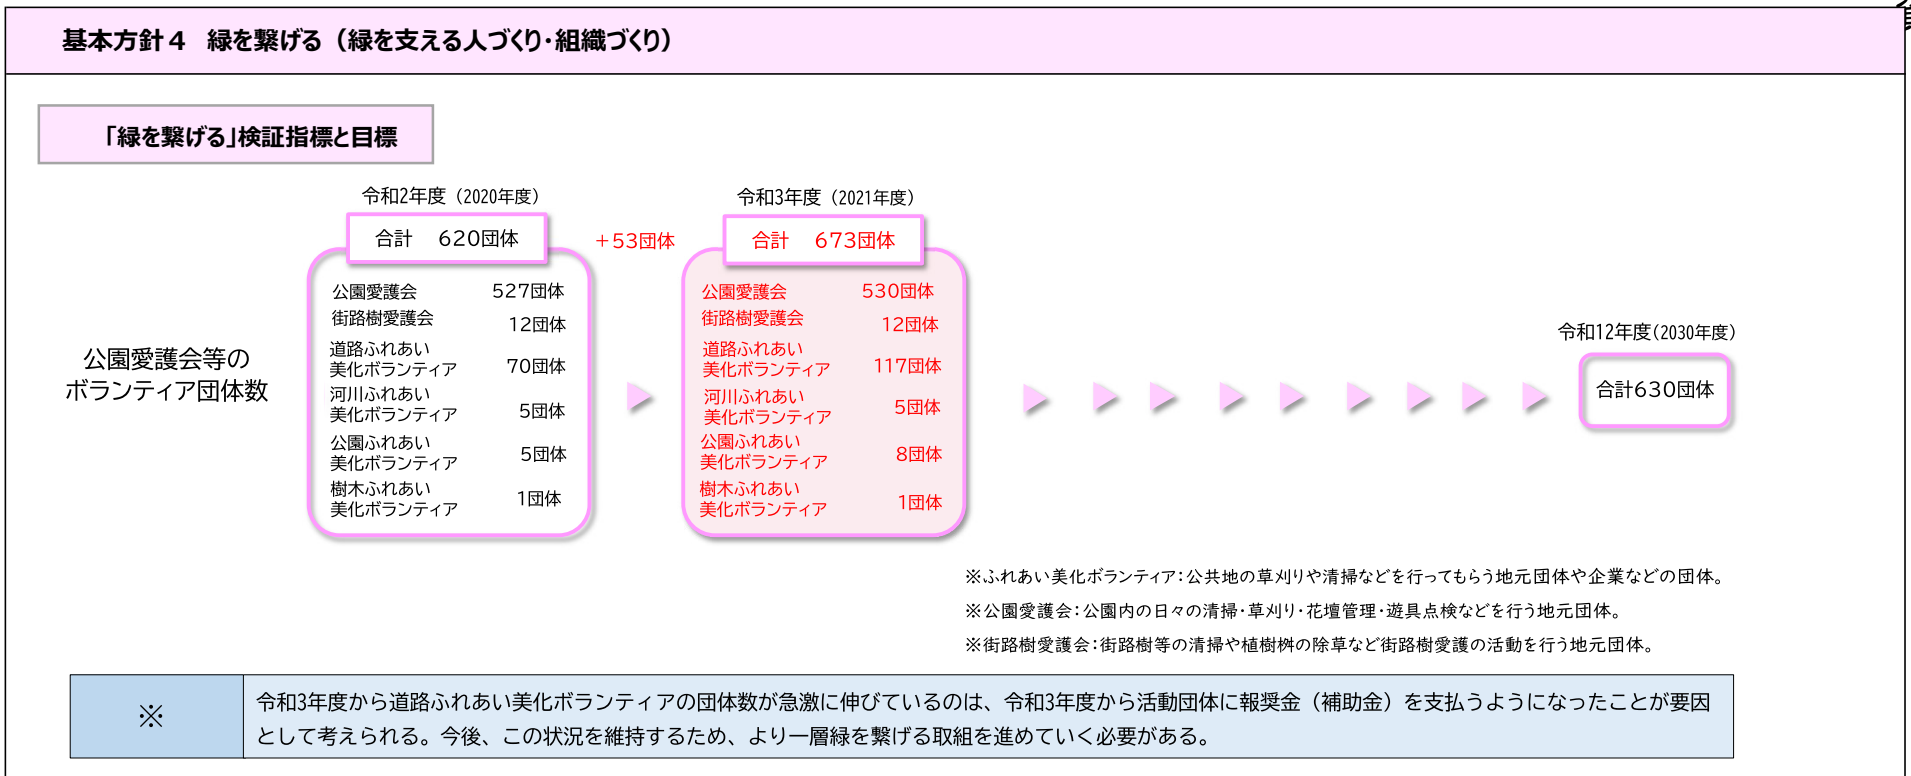 基本方針4 緑を繋げる（緑を支える人づくり・組織づくり）
「緑を繋げる」検証指標と目標
公園愛護会等の
ボランティア団体数
令和2年度（2020年度）
合計 620団体
公園愛護会 527団体
街路樹愛護会 12団体
道路ふれあい
美化ボランティア 70団体
河川ふれあい
美化ボランティア 5団体
公園ふれあい
美化ボランティア 5団体
樹木ふれあい
美化ボランティア 1団体
＋53団体
令和3年度（2021年度）
合計 673団体
公園愛護会 530団体
街路樹愛護会 12団体
道路ふれあい
美化ボランティア 117団体
河川ふれあい
美化ボランティア 5団体
公園ふれあい
美化ボランティア 8団体
樹木ふれあい
美化ボランティア 1団体
令和12年度（2030年度）
合計630団体
※ふれあい美化ボランティア：公共地の草刈りや清掃などを行ってもらう地元団体や企業などの団体。
※公園愛護会：公園内の日々の清掃・草刈り・花壇管理・遊具点検などを行う地元団体。
※街路樹愛護会：街路樹等の清掃や植樹桝の除草など街路樹愛護の活動を行う地元団体。
※
令和3年度から道路ふれあい美化ボランティアの団体数が急激に伸びているのは、令和3年度から活動団体に報奨金（補助金）を支払うようになったことが要因
として考えられる。今後、この状況を維持するため、より一層緑を繋げる取組を進めていく必要がある。